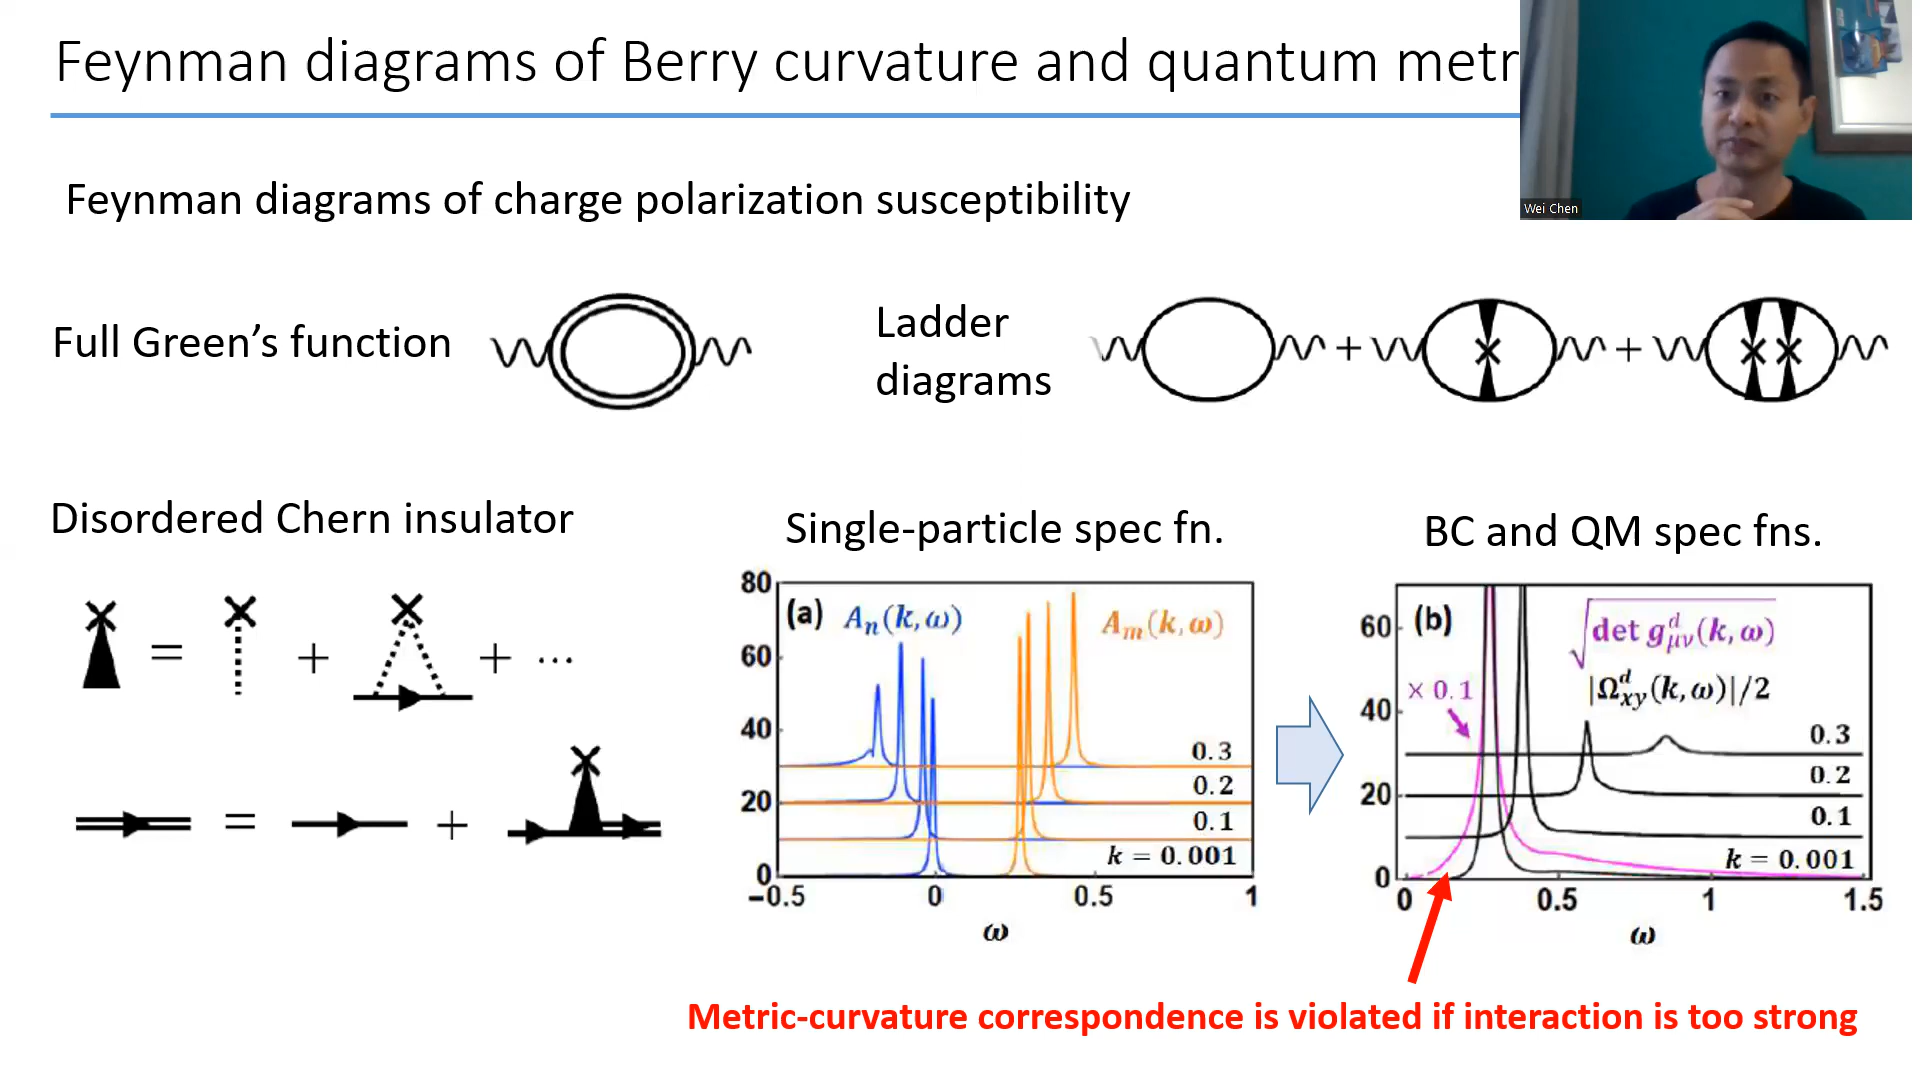 Feynman diagrams of Berry curvature and quantum metr
Wei Chen
Feynman diagrams of charge polarization susceptibility
Full Green's function
Ladder
diagrams
+
+
Disordered Chern insulator
= + + ...
= +
Single-particle spec fn.
80
60
40
20
0
(a) Aₙ(k,ω) Aₘ(k,ω)
0.3
0.2
0.1
k = 0.001
−0.5 0 0.5 1
ω
BC and QM spec fns.
60
40
20
0
(b) √det g^d_μν(k,ω)
× 0.1 |Ω^d_xy(k,ω)|/2
0.3
0.2
0.1
k = 0.001
0 0.5 1 1.5
ω
Metric-curvature correspondence is violated if interaction is too strong